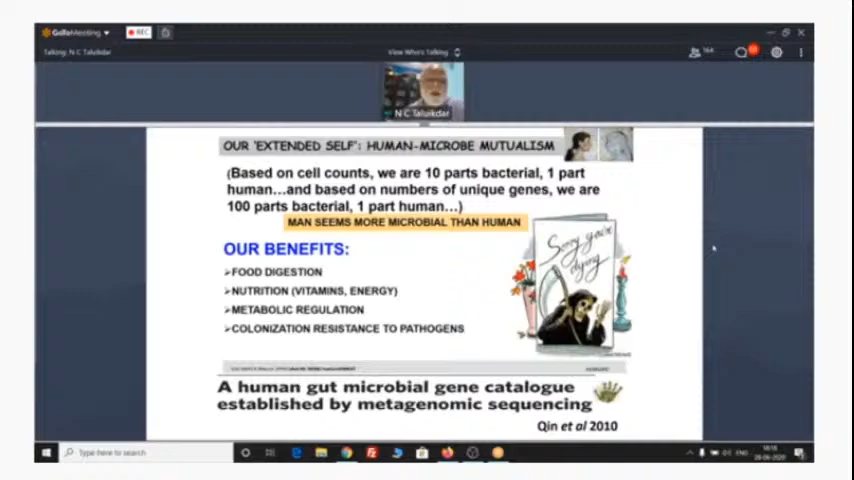 GoToMeeting
REC
Talking: N C Talukdar
View Who's Talking
164
N C Talukdar
OUR 'EXTENDED SELF': HUMAN-MICROBE MUTUALISM
(Based on cell counts, we are 10 parts bacterial, 1 part
human...and based on numbers of unique genes, we are
100 parts bacterial, 1 part human...)
MAN SEEMS MORE MICROBIAL THAN HUMAN
OUR BENEFITS:
➢FOOD DIGESTION
➢NUTRITION (VITAMINS, ENERGY)
➢METABOLIC REGULATION
➢COLONIZATION RESISTANCE TO PATHOGENS
Sorry you're
dying
A human gut microbial gene catalogue
established by metagenomic sequencing
Qin et al 2010
Type here to search
ENG